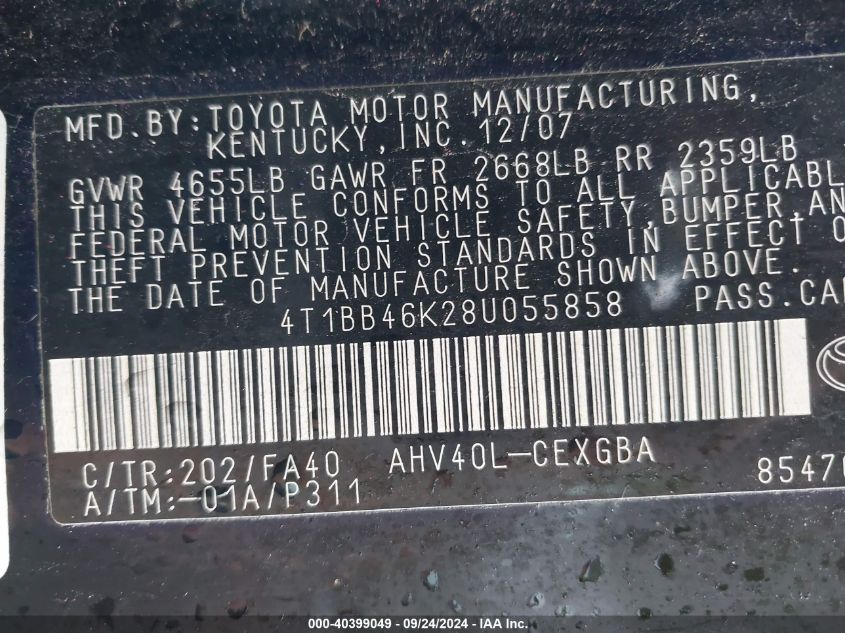 MFD.BY:TOYOTA MOTOR MANUFACTURING,
KENTUCKY,INC. 12/07
GVWR 4655LB GAWR FR 2668LB RR 2359LB
THIS VEHICLE CONFORMS TO ALL APPLICABL
FEDERAL MOTOR VEHICLE SAFETY,BUMPER,AN
THEFT PREVENTION STANDARDS IN EFFECT O
THE DATE OF MANUFACTURE SHOWN ABOVE.
4T1BB46K28U055858 PASS.CAR
C/TR:202/FA40 AHV40L-CEXGBA
A/TM:-01A/P311 8547
000-40399049 - 09/24/2024 - IAA Inc.